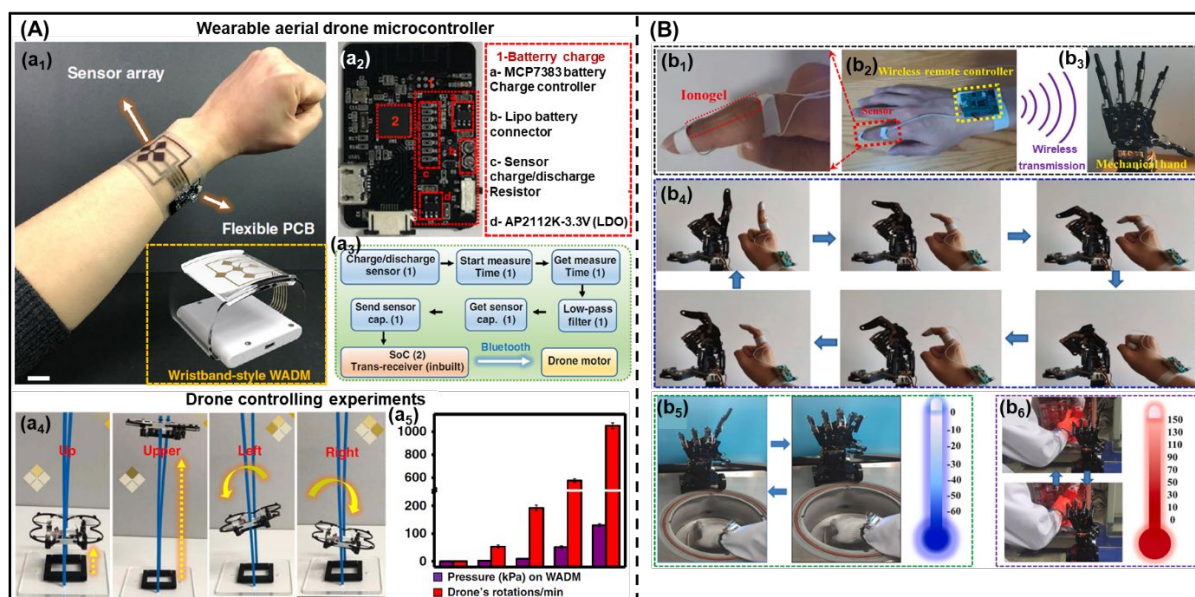 (A)
Wearable aerial drone microcontroller
(a1)
Sensor array
Flexible PCB
Wristband-style WADM
(a2)
2
c
b
d
1-Batterry charge
a- MCP7383 battery
Charge controller
b- Lipo battery
connector
c- Sensor
charge/discharge
Resistor
d- AP2112K-3.3V (LDO)
(a3)
Charge/discharge
sensor (1)
Start measure
Time (1)
Get measure
Time (1)
Send sensor
cap. (1)
Get sensor
cap. (1)
Low-pass
filter (1)
SoC (2)
Trans-receiver (inbuilt)
Bluetooth
Drone motor
Drone controlling experiments
(a4)
Up
Upper
Left
Right
(a5)
1000
600
200
100
0
Pressure (kPa) on WADM
Drone's rotations/min
(B)
(b1)
Ionogel
(b2)
Wireless remote controller
Sensor
(b3)
Wireless
transmission
Mechanical hand
(b4)
(b5)
0
-10
-20
-30
-40
-50
-60
(b6)
150
130
110
90
70
50
30
10
0